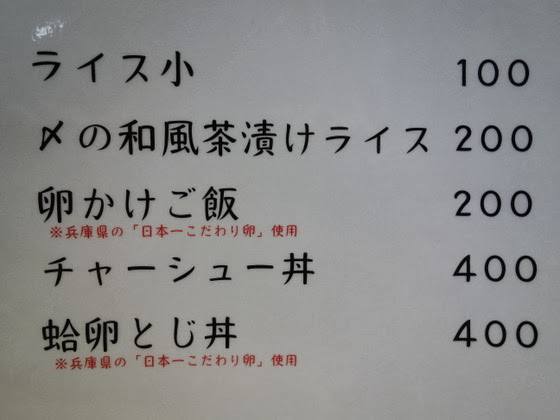 ライス小 100
〆の和風茶漬けライス 200
卵かけご飯 200
※兵庫県の「日本一こだわり卵」使用
チャーシュー丼 400
蛤卵とじ丼 400
※兵庫県の「日本一こだわり卵」使用